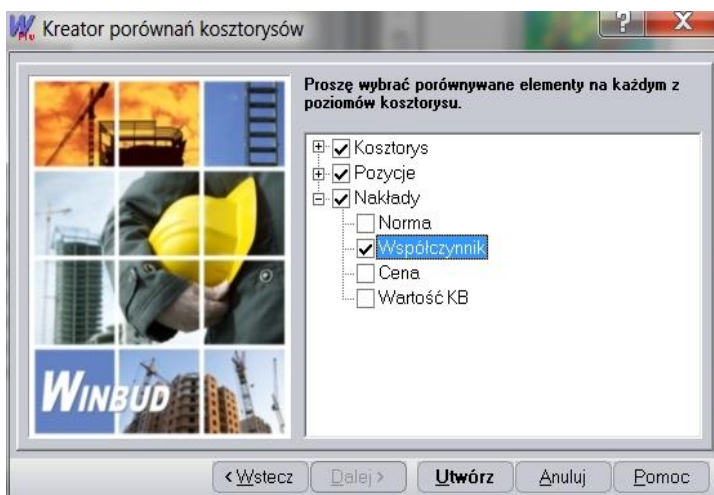 Kreator porównań kosztorysów
Proszę wybrać porównywane elementy na każdym z
poziomów kosztorysu.
Kosztorys
Pozycje
Nakłady
Norma
Współczynnik
Cena
Wartość KB
WINBUD
< Wstecz
Dalej >
Utwórz
Anuluj
Pomoc